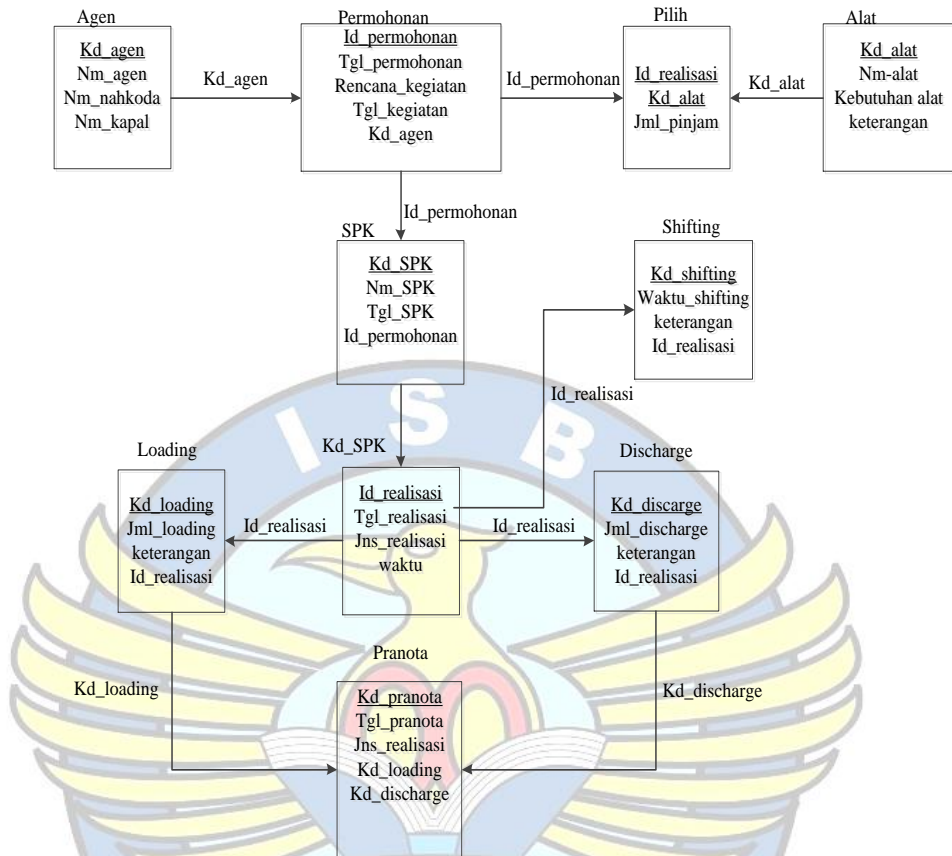 Agen
Kd_agen
Nm_agen
Nm_nahkoda
Nm_kapal
Kd_agen
Permohonan
Id_permohonan
Tgl_permohonan
Rencana_kegiatan
Tgl_kegiatan
Kd_agen
Id_permohonan
Pilih
Id_realisasi
Kd_alat
Jml_pinjam
Kd_alat
Alat
Kd_alat
Nm-alat
Kebutuhan alat
keterangan
Id_permohonan
SPK
Kd_SPK
Nm_SPK
Tgl_SPK
Id_permohonan
Shifting
Kd_shifting
Waktu_shifting
keterangan
Id_realisasi
Id_realisasi
Kd_SPK
I S B
Loading
Kd_loading
Jml_loading
keterangan
Id_realisasi
Id_realisasi
Id_realisasi
Tgl_realisasi
Jns_realisasi
waktu
Id_realisasi
Discharge
Kd_discarge
Jml_discharge
keterangan
Id_realisasi
Kd_loading
Kd_discharge
Pranota
Kd_pranota
Tgl_pranota
Jns_realisasi
Kd_loading
Kd_discharge